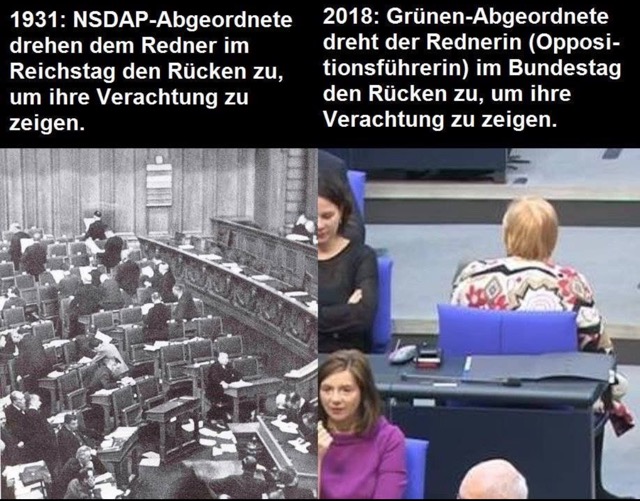 1931: NSDAP-Abgeordnete
drehen dem Redner im
Reichstag den Rücken zu,
um ihre Verachtung zu
zeigen.
2018: Grünen-Abgeordnete
dreht der Rednerin (Opposi-
tionsführerin) im Bundestag
den Rücken zu, um ihre
Verachtung zu zeigen.